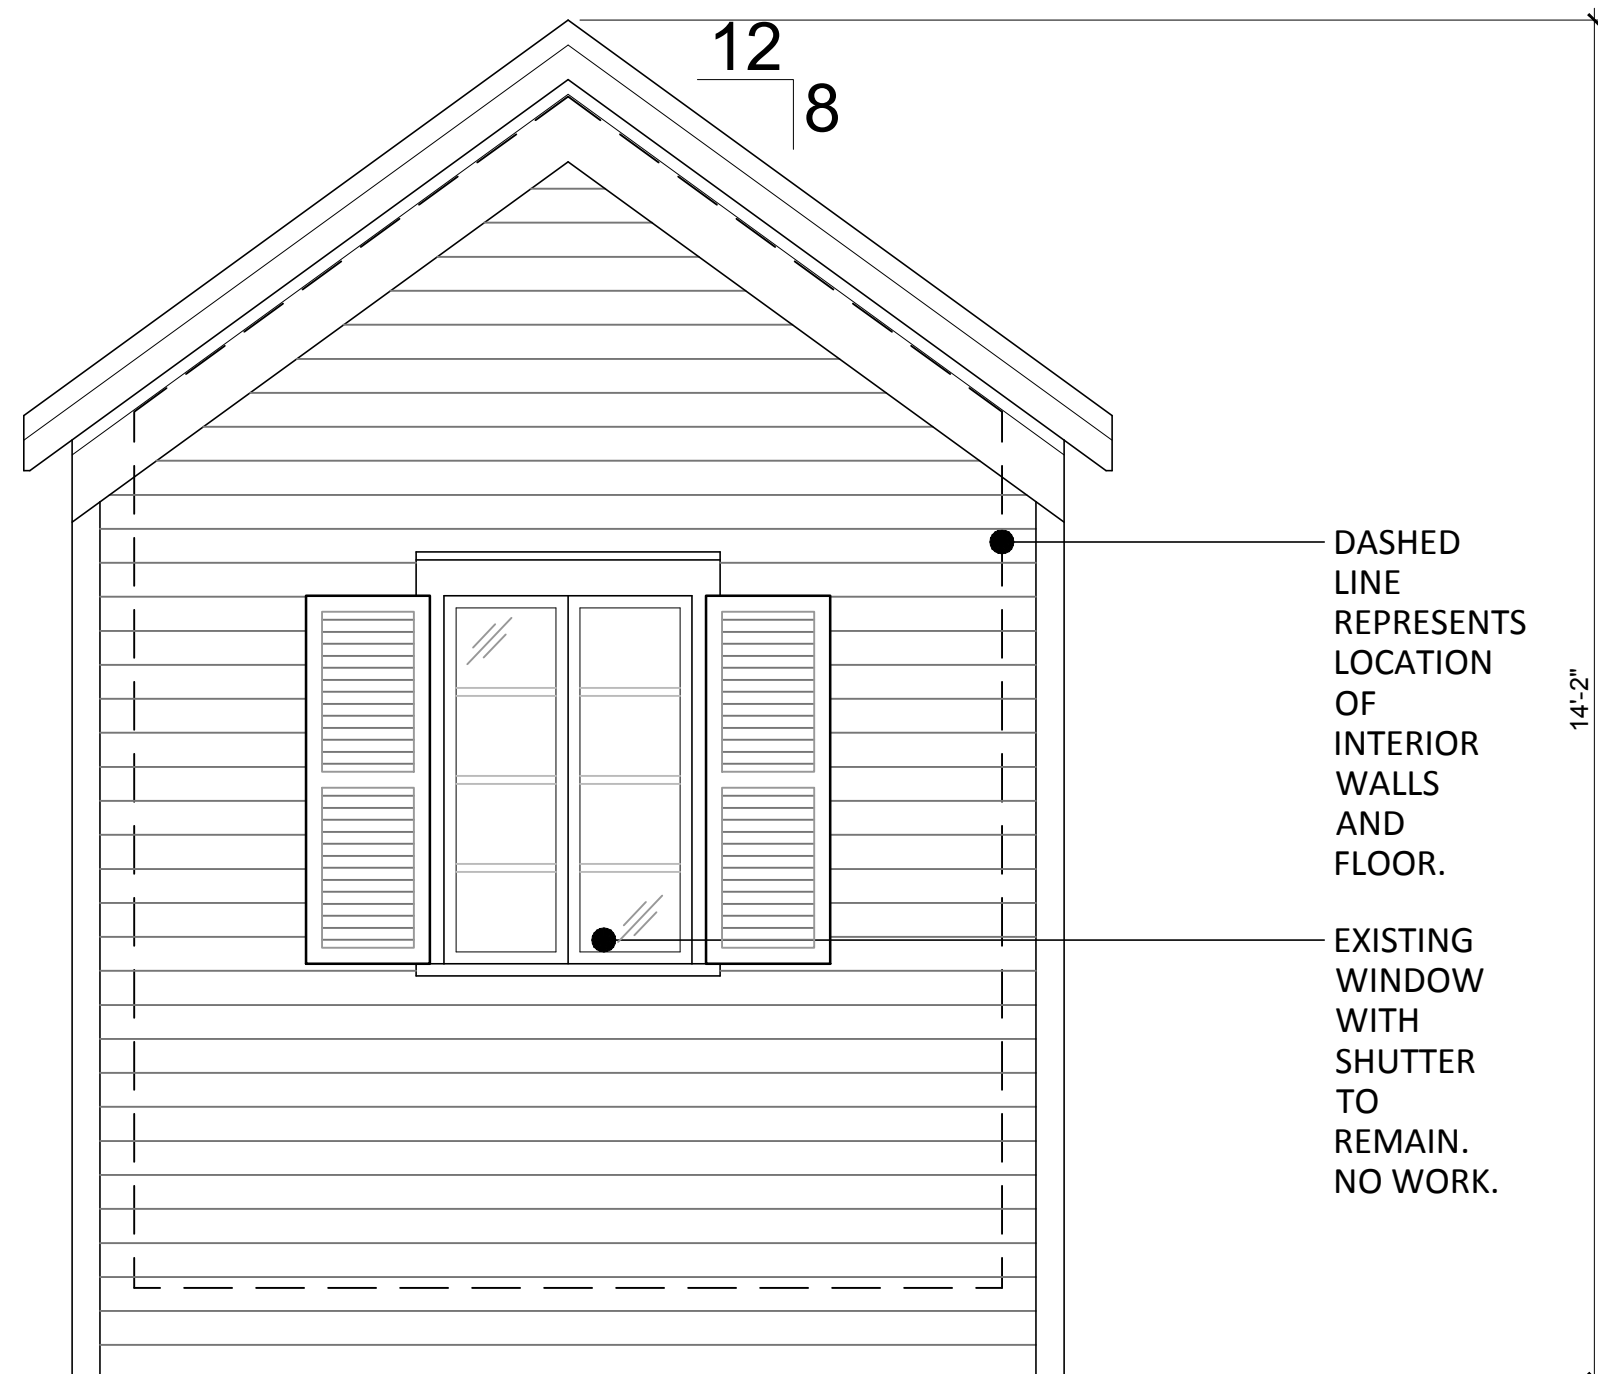 12
8
DASHED
LINE
REPRESENTS
LOCATION
OF
INTERIOR
WALLS
AND
FLOOR.
14'-2"
EXISTING
WINDOW
WITH
SHUTTER
TO
REMAIN.
NO WORK.